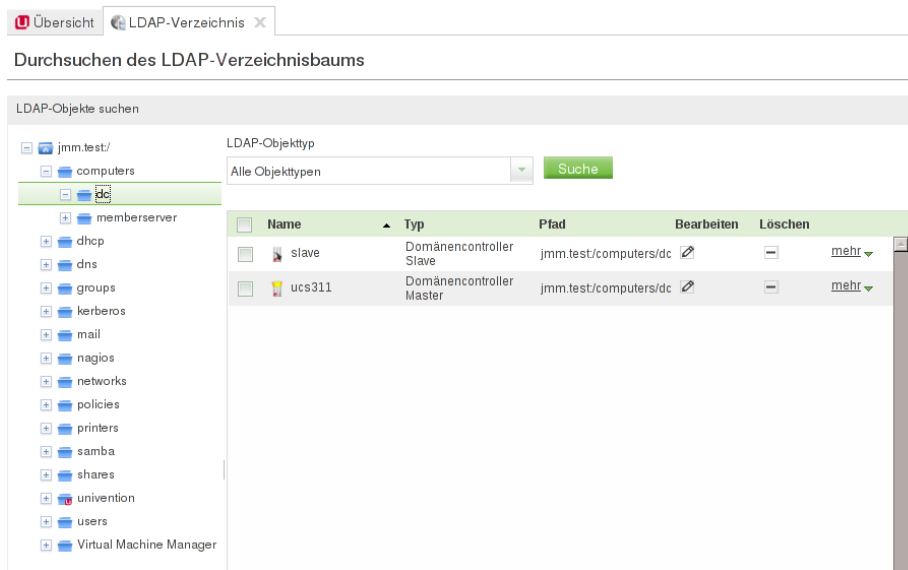 Übersicht LDAP-Verzeichnis
Durchsuchen des LDAP-Verzeichnisbaums
LDAP-Objekte suchen
jmm.test:/
computers
dc
memberserver
dhcp
dns
groups
kerberos
mail
nagios
networks
policies
printers
samba
shares
univention
users
Virtual Machine Manager
LDAP-Objekttyp
Alle Objekttypen Suche
Name Typ Pfad Bearbeiten Löschen
slave Domänencontroller Slave jmm.test:/computers/dc mehr
ucs311 Domänencontroller Master jmm.test:/computers/dc mehr